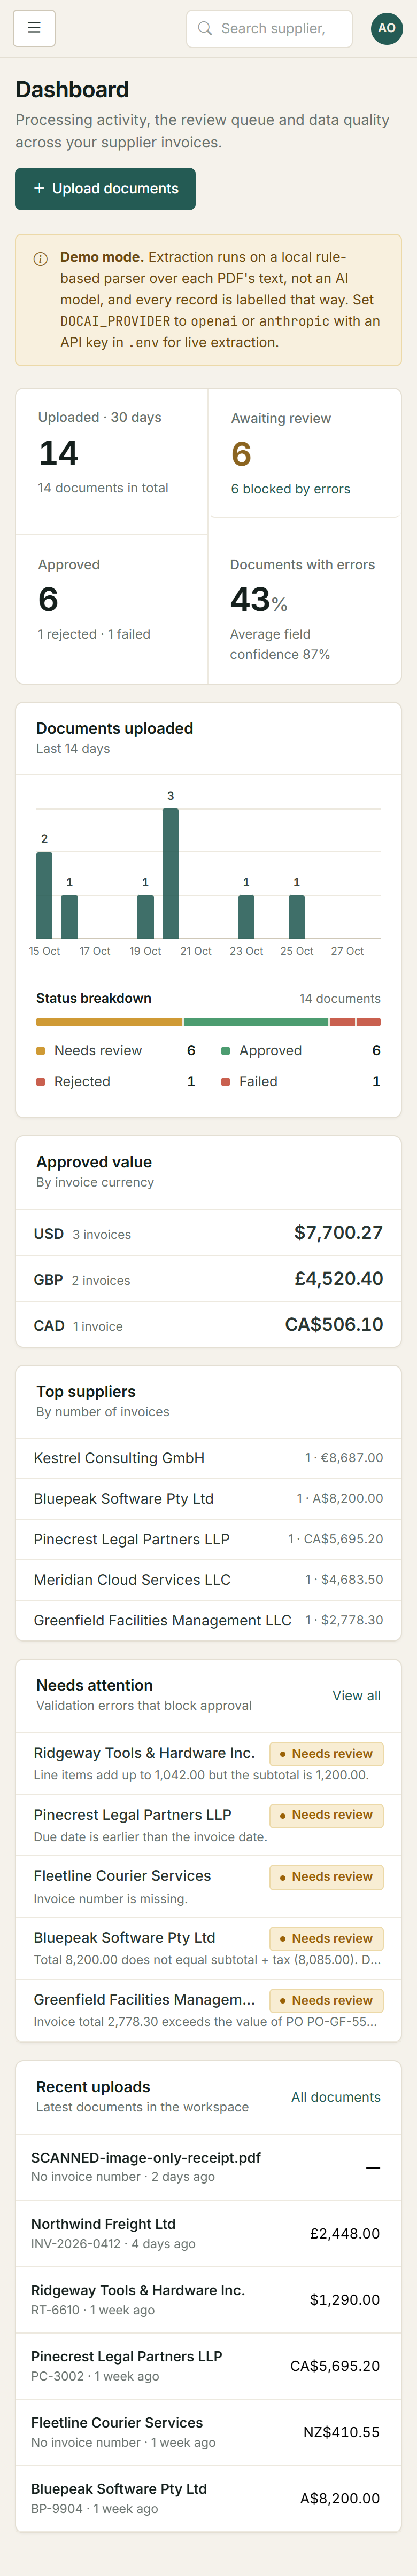 Search supplier,
AO
Dashboard
Processing activity, the review queue and data quality
across your supplier invoices.
+ Upload documents
Demo mode. Extraction runs on a local rule-
based parser over each PDF's text, not an AI
model, and every record is labelled that way. Set
DOCAI_PROVIDER to openai or anthropic with an
API key in .env for live extraction.
Uploaded · 30 days
14
14 documents in total
Awaiting review
6
6 blocked by errors
Approved
6
1 rejected · 1 failed
Documents with errors
43%
Average field
confidence 87%
Documents uploaded
Last 14 days
3
2
1 1 1 1
15 Oct 17 Oct 19 Oct 21 Oct 23 Oct 25 Oct 27 Oct
Status breakdown 14 documents
Needs review 6 Approved 6
Rejected 1 Failed 1
Approved value
By invoice currency
USD 3 invoices $7,700.27
GBP 2 invoices £4,520.40
CAD 1 invoice CA$506.10
Top suppliers
By number of invoices
Kestrel Consulting GmbH 1 · €8,687.00
Bluepeak Software Pty Ltd 1 · A$8,200.00
Pinecrest Legal Partners LLP 1 · CA$5,695.20
Meridian Cloud Services LLC 1 · $4,683.50
Greenfield Facilities Management LLC 1 · $2,778.30
Needs attention
Validation errors that block approval
View all
Ridgeway Tools & Hardware Inc. Needs review
Line items add up to 1,042.00 but the subtotal is 1,200.00.
Pinecrest Legal Partners LLP Needs review
Due date is earlier than the invoice date.
Fleetline Courier Services Needs review
Invoice number is missing.
Bluepeak Software Pty Ltd Needs review
Total 8,200.00 does not equal subtotal + tax (8,085.00). D...
Greenfield Facilities Managem... Needs review
Invoice total 2,778.30 exceeds the value of PO PO-GF-55...
Recent uploads
Latest documents in the workspace
All documents
SCANNED-image-only-receipt.pdf
No invoice number · 2 days ago
—
Northwind Freight Ltd
INV-2026-0412 · 4 days ago
£2,448.00
Ridgeway Tools & Hardware Inc.
RT-6610 · 1 week ago
$1,290.00
Pinecrest Legal Partners LLP
PC-3002 · 1 week ago
CA$5,695.20
Fleetline Courier Services
No invoice number · 1 week ago
NZ$410.55
Bluepeak Software Pty Ltd
BP-9904 · 1 week ago
A$8,200.00